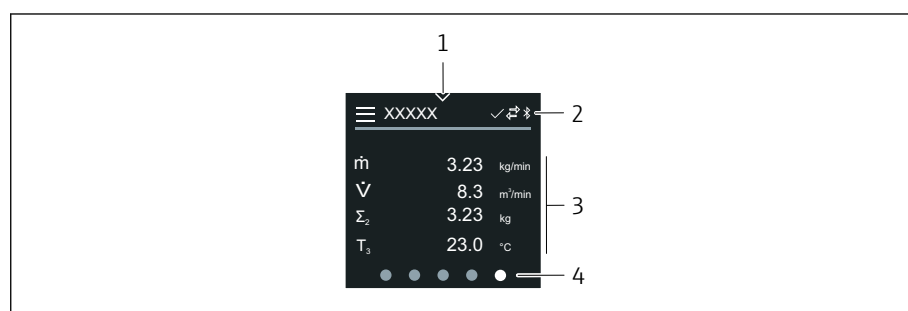 1
XXXXX
2
ṁ 3.23 kg/min
V̇ 8.3 m³/min
Σ₂ 3.23 kg
T₃ 23.0 °C
3
4